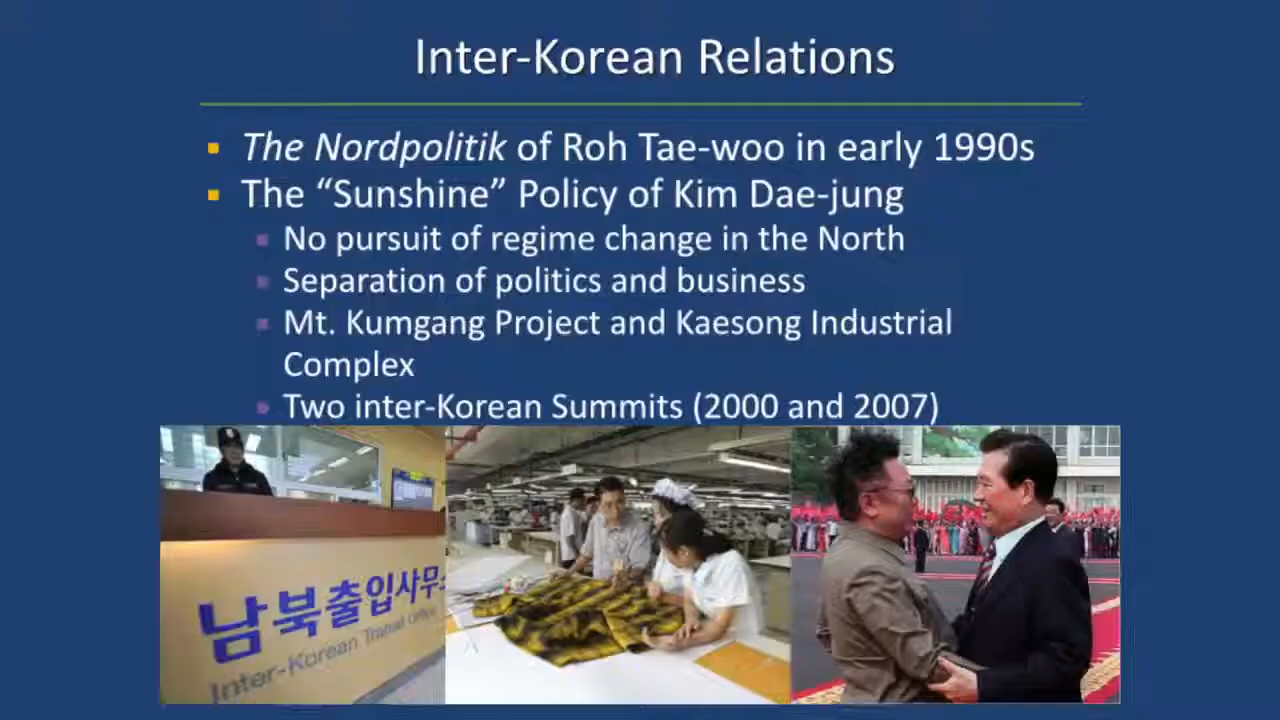 Inter-Korean Relations
The Nordpolitik of Roh Tae-woo in early 1990s
The “Sunshine” Policy of Kim Dae-jung
No pursuit of regime change in the North
Separation of politics and business
Mt. Kumgang Project and Kaesong Industrial
Complex
Two inter-Korean Summits (2000 and 2007)
남북출입사무
Inter-Korean Transit Office